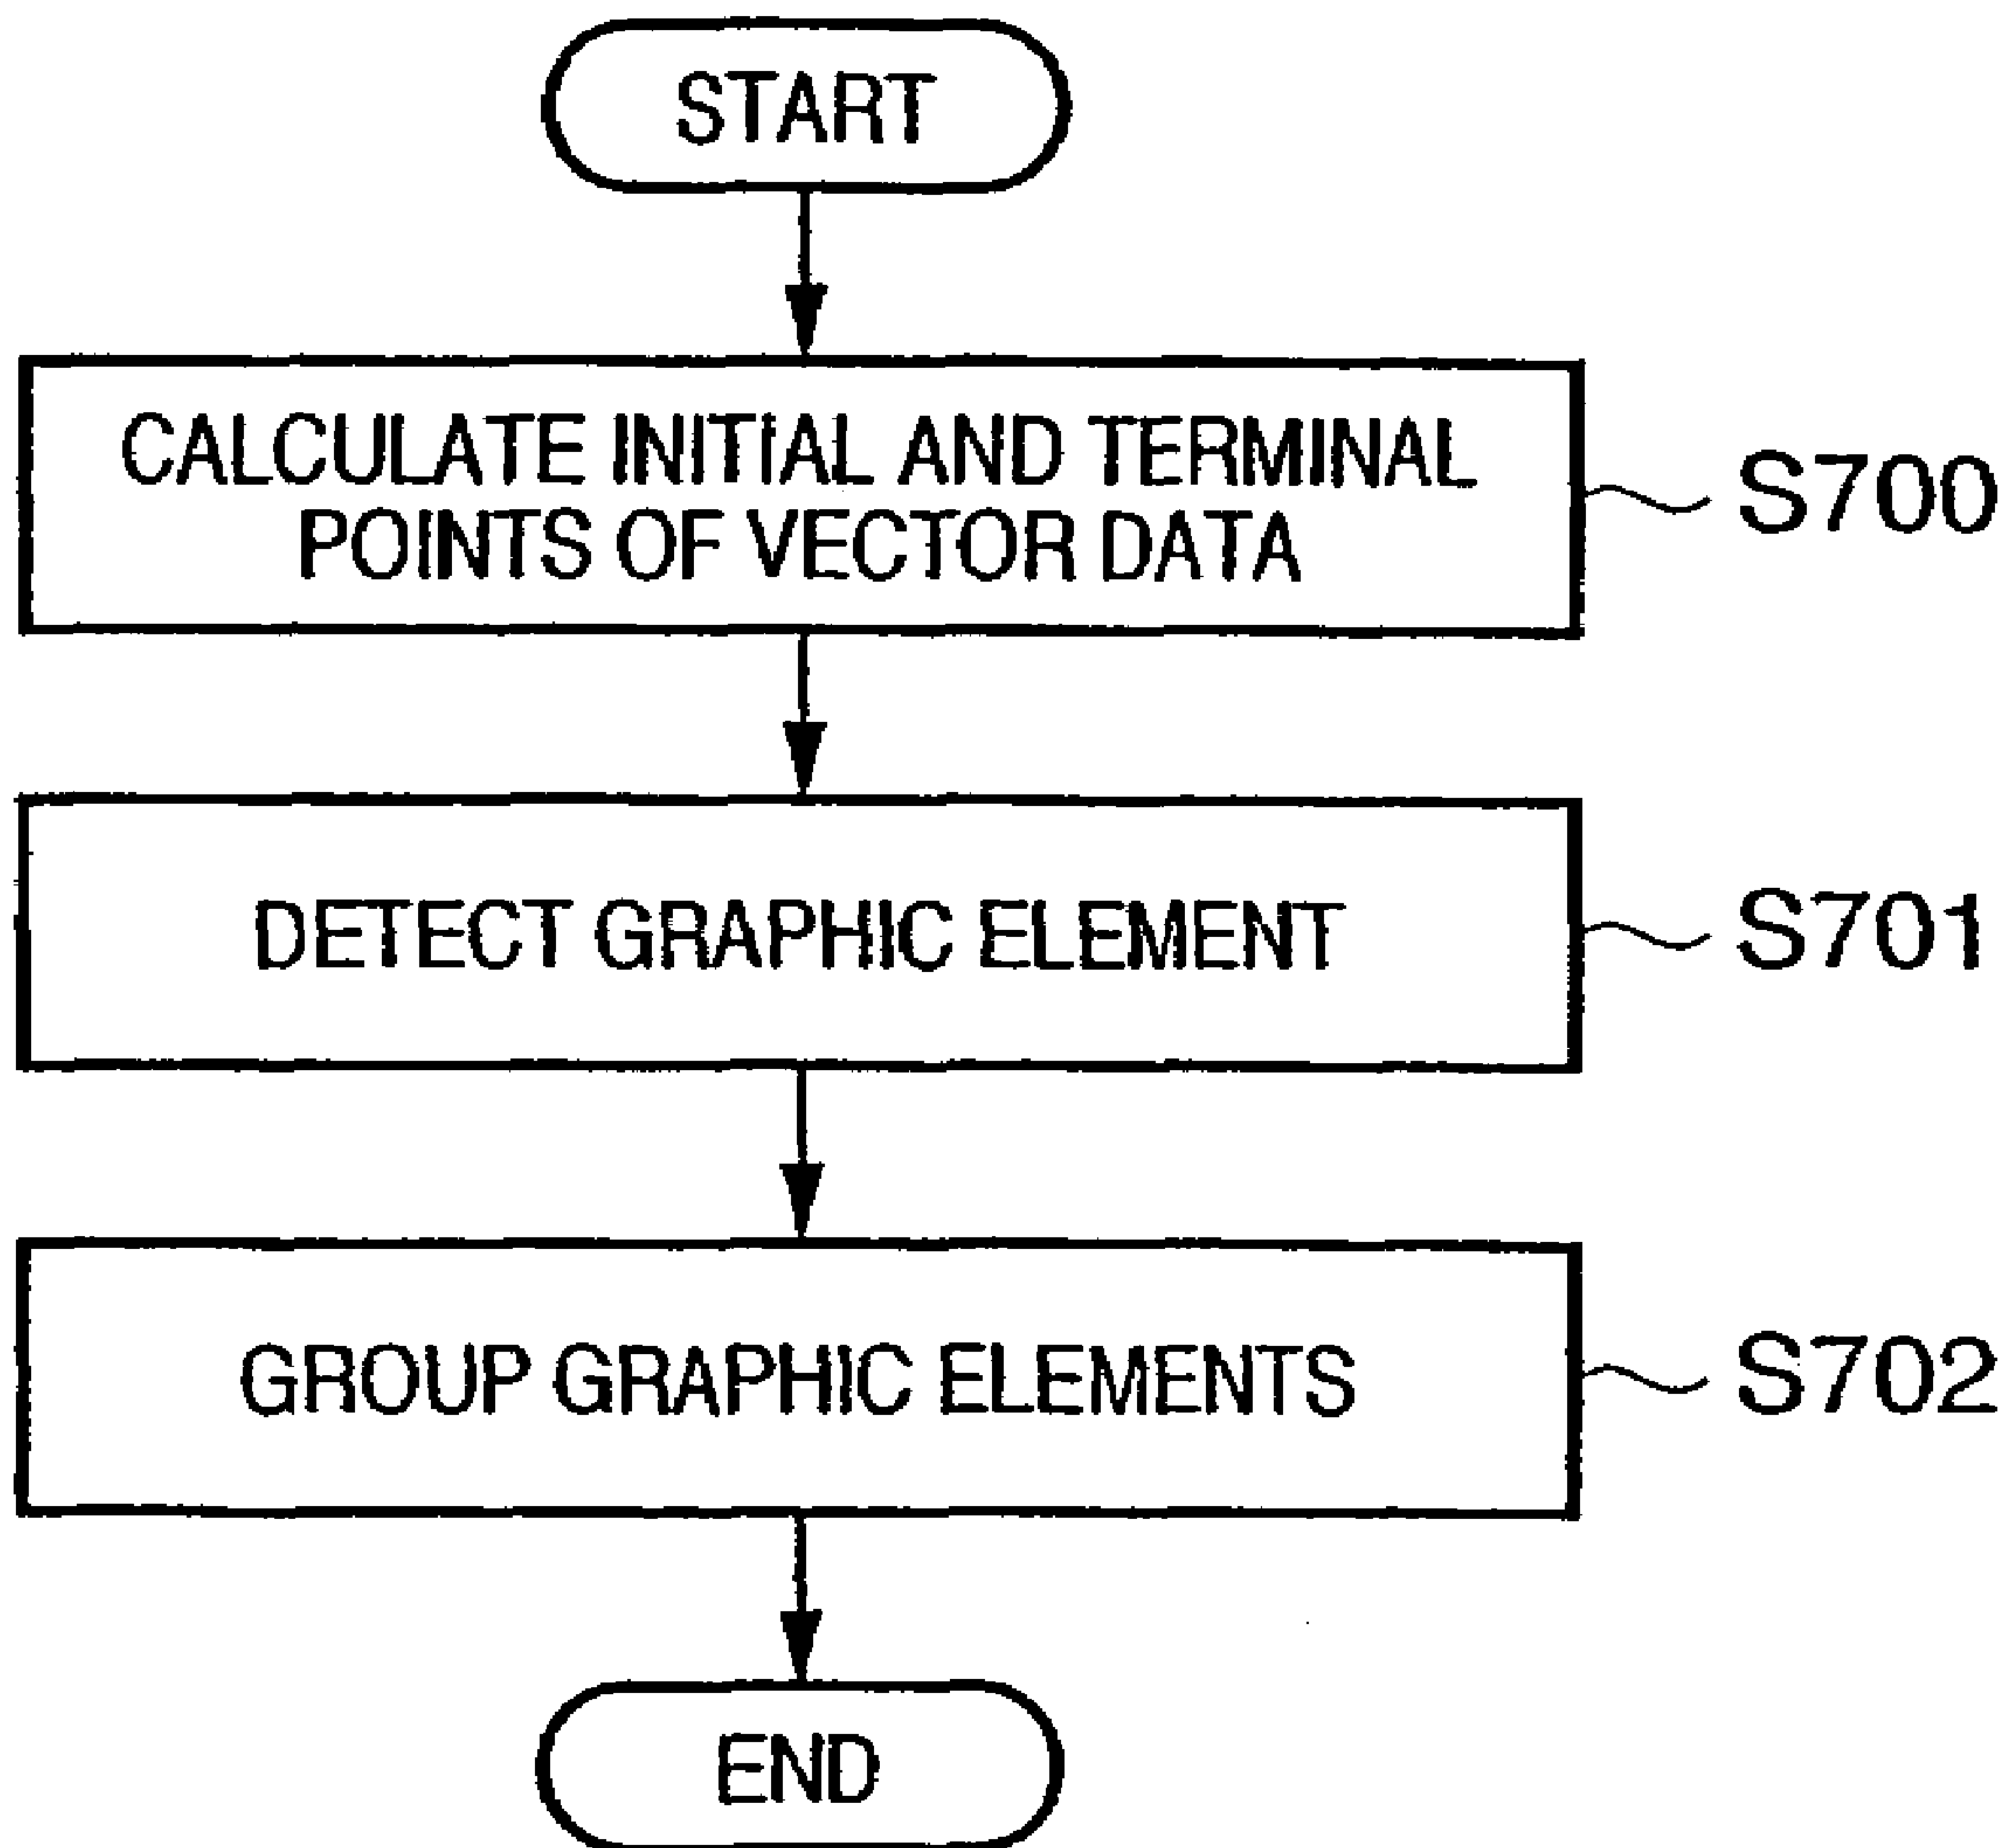 START
CALCULATE INITIAL AND TERMINAL
POINTS OF VECTOR DATA
S700
DETECT GRAPHIC ELEMENT
S701
GROUP GRAPHIC ELEMENTS
S702
END